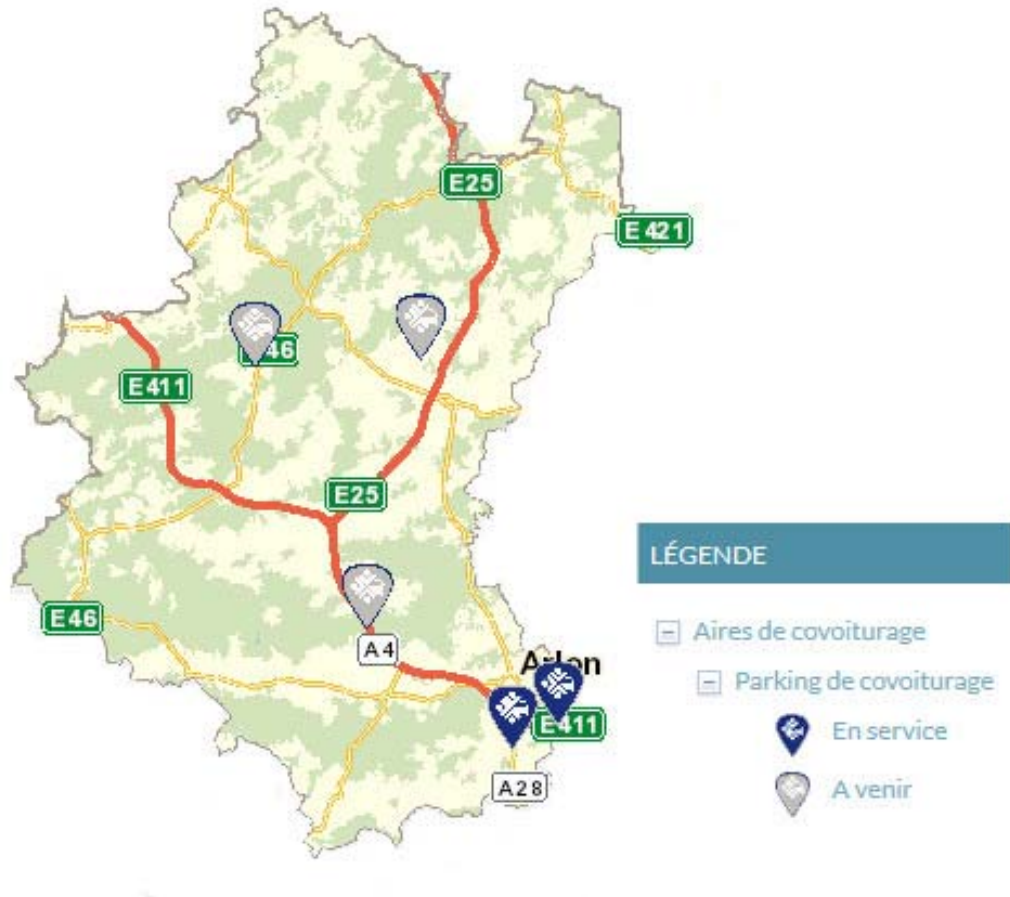 E25
E 421
46
E411
E25
LÉGENDE
Aires de covoiturage
E46
A4
Arlon
Parking de covoiturage
E411
En service
A28
A venir